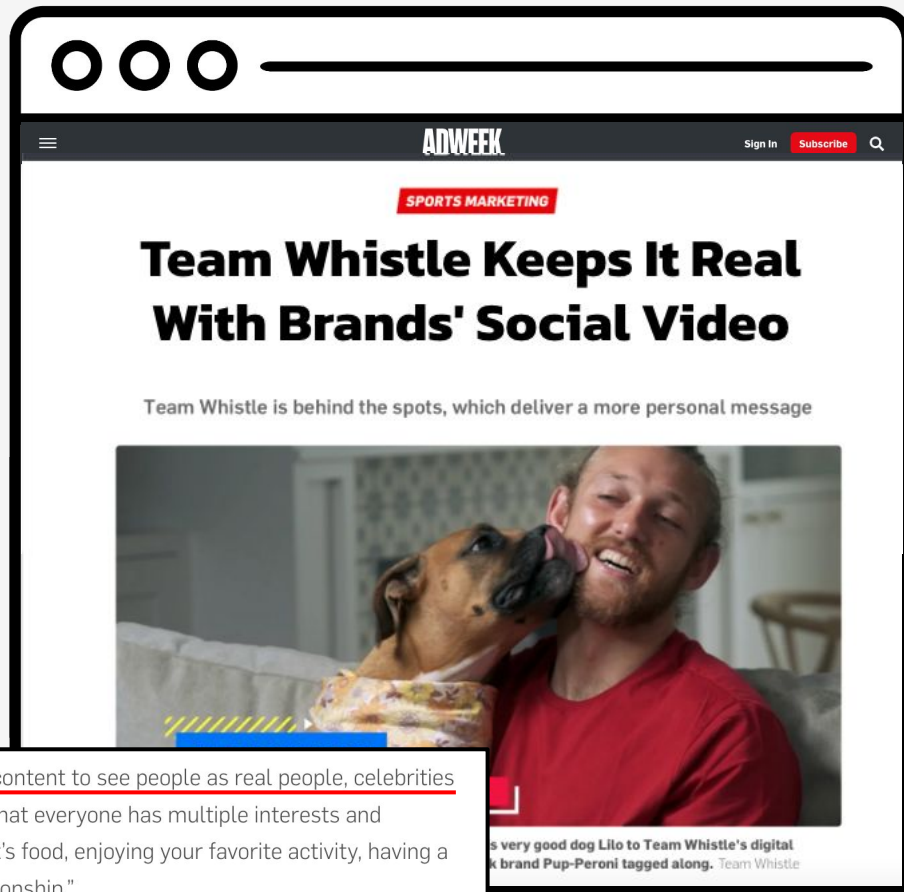 ADWEEK
Sign In
Subscribe
SPORTS MARKETING
Team Whistle Keeps It Real
With Brands' Social Video
Team Whistle is behind the spots, which deliver a more personal message
content to see people as real people, celebrities
hat everyone has multiple interests and
's food, enjoying your favorite activity, having a
onship."
s very good dog Lilo to Team Whistle's digital
k brand Pup-Peroni tagged along. Team Whistle